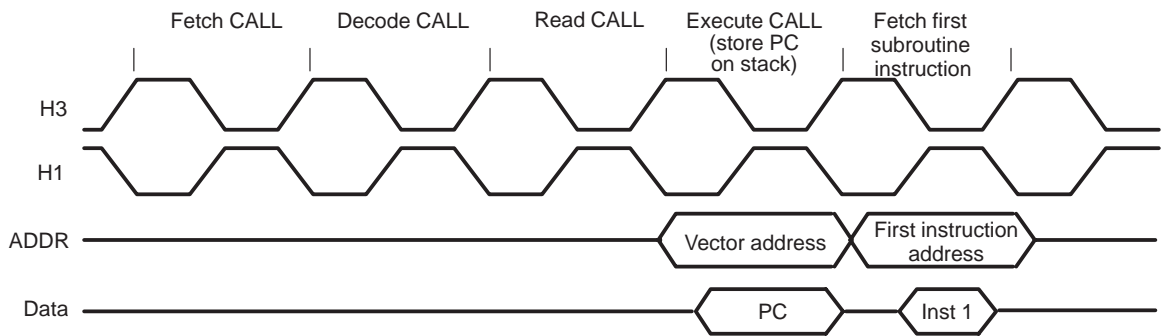 Fetch CALL
Decode CALL
Read CALL
Execute CALL
(store PC
on stack)
Fetch first
subroutine
instruction
H3
H1
ADDR
Vector address
First instruction
address
Data
PC
Inst 1